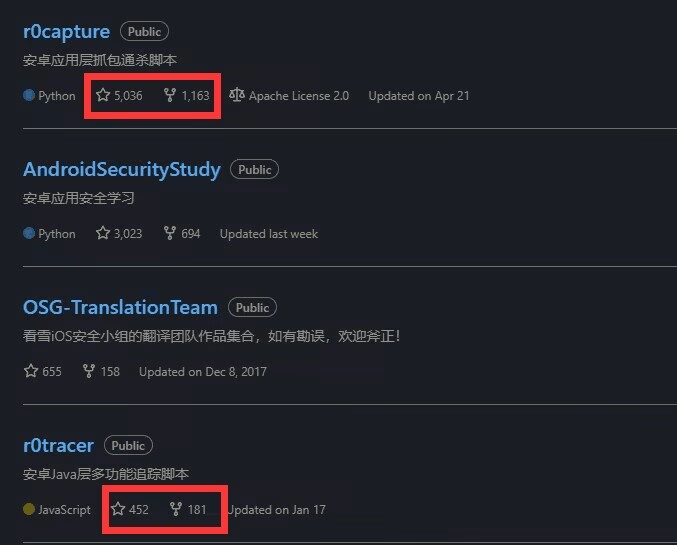 r0capture Public
安卓应用层抓包通杀脚本
Python 5,036 1,163 Apache License 2.0 Updated on Apr 21
AndroidSecurityStudy Public
安卓应用安全学习
Python 3,023 694 Updated last week
OSG-TranslationTeam Public
看雪iOS安全小组的翻译团队作品集合，如有勘误，欢迎斧正！
655 158 Updated on Dec 8, 2017
r0tracer Public
安卓Java层多功能追踪脚本
JavaScript 452 181 Updated on Jan 17